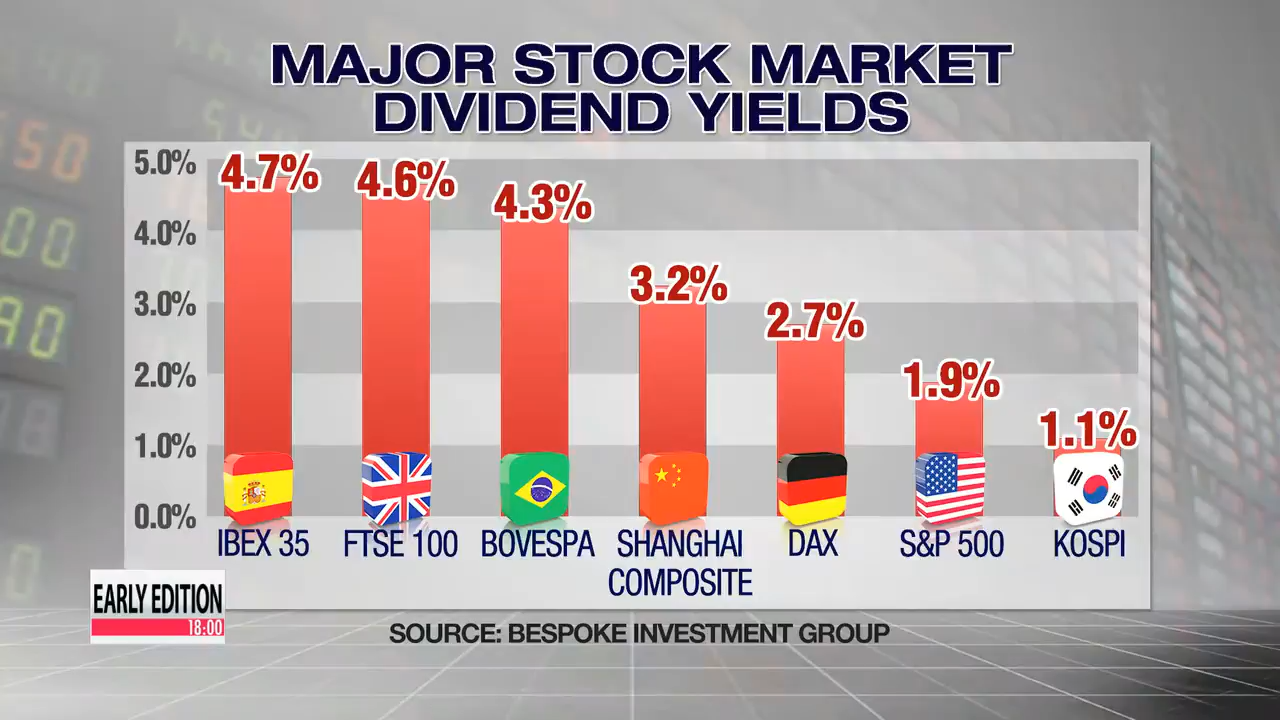 MAJOR STOCK MARKET
DIVIDEND YIELDS
5.0%
4.0%
3.0%
2.0%
1.0%
0.0%
4.7%
4.6%
4.3%
3.2%
2.7%
1.9%
1.1%
IBEX 35
FTSE 100
BOVESPA
SHANGHAI
COMPOSITE
DAX
S&P 500
KOSPI
EARLY EDITION
18:00
SOURCE: BESPOKE INVESTMENT GROUP